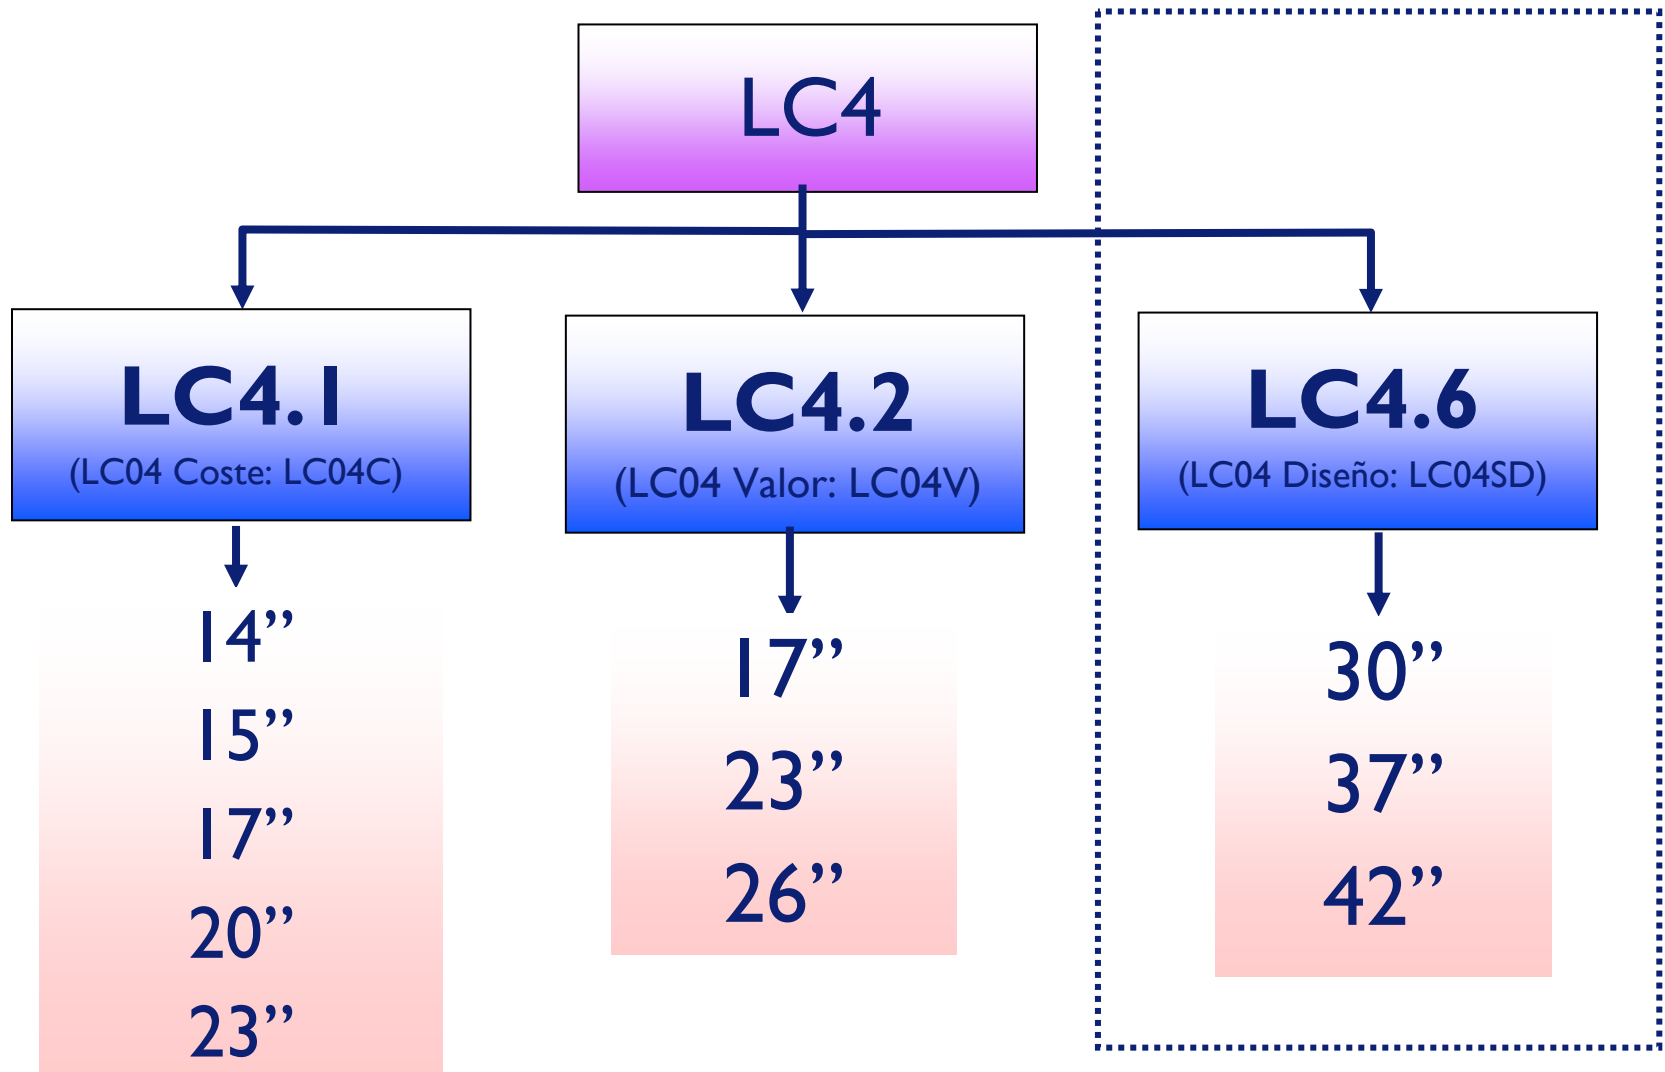 LC4
LC4.1
(LC04 Coste: LC04C)
14”
15”
17”
20”
23”
LC4.2
(LC04 Valor: LC04V)
17”
23”
26”
LC4.6
(LC04 Diseño: LC04SD)
30”
37”
42”